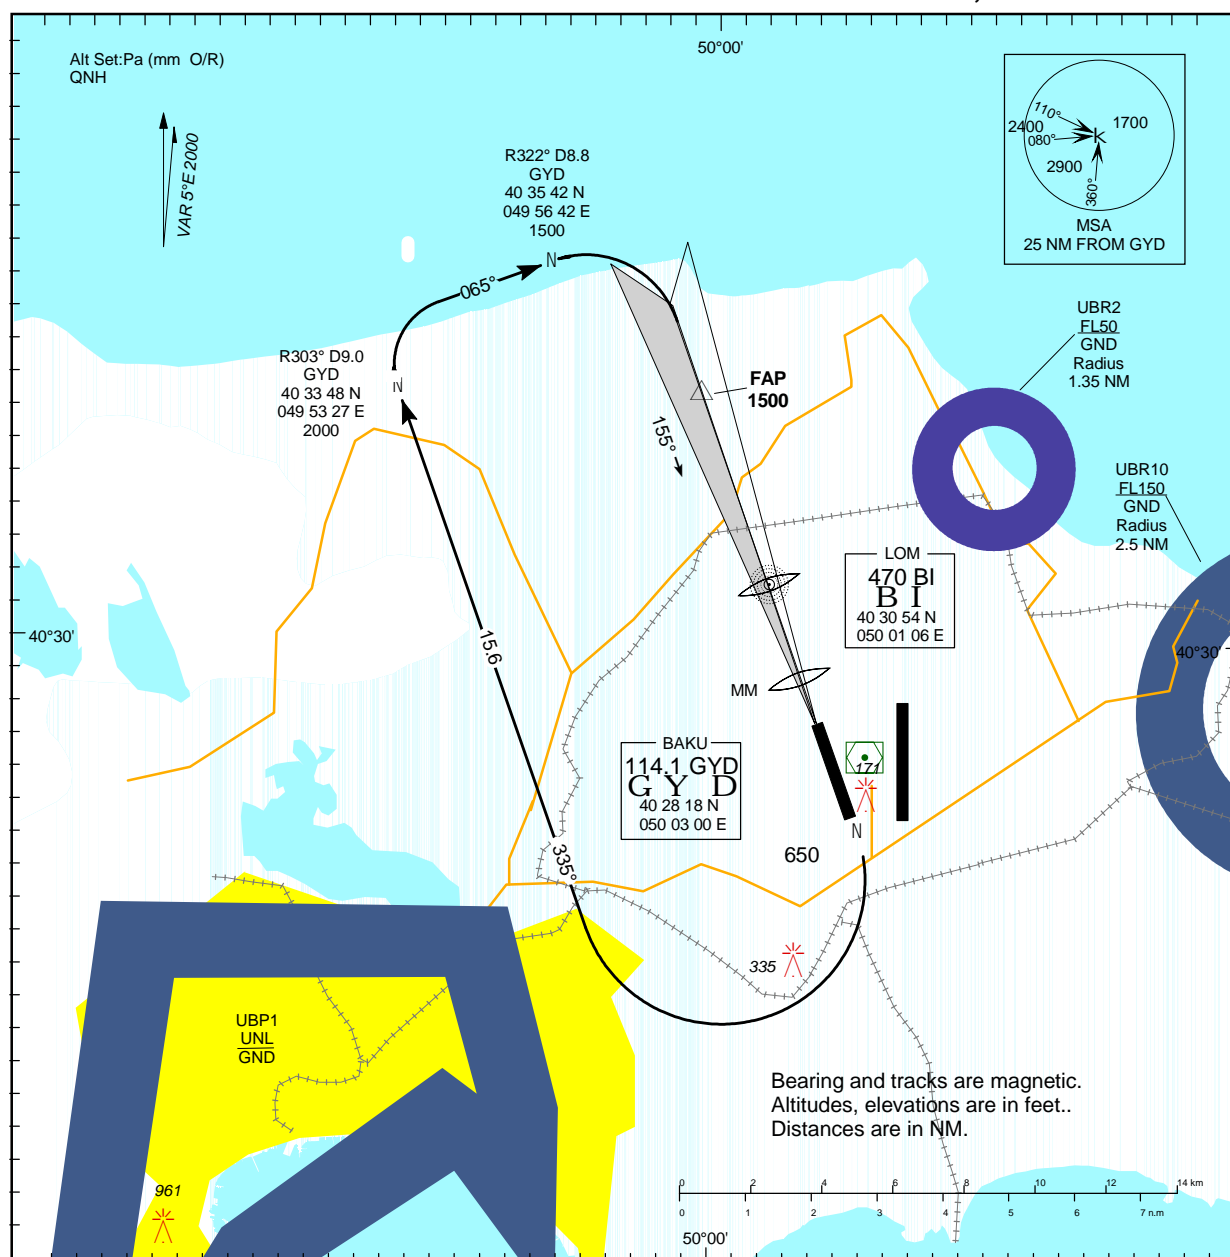 50°00'
Alt Set:Pa (mm O/R)
QNH
VAR 5°E 2000
110°
2400
080°
1700
2900
360°
MSA
25 NM FROM GYD
R322° D8.8
GYD
40 35 42 N
049 56 42 E
1500
N
065°
R303° D9.0
GYD
40 33 48 N
049 53 27 E
2000
N
FAP
1500
155°
UBR2
FL50
GND
Radius
1.35 NM
UBR10
FL150
GND
Radius
2.5 NM
LOM
470 BI
B I
40 30 54 N
050 01 06 E
40°30'
40°30'
15.6
MM
BAKU
114.1 GYD
G Y D
40 28 18 N
050 03 00 E
171
N
650
335°
335
UBP1
UNL
GND
961
Bearing and tracks are magnetic.
Altitudes, elevations are in feet..
Distances are in NM.
0 2 4 6 8 10 12 14 km
0 1 2 3 4 5 6 7 n.m
50°00'